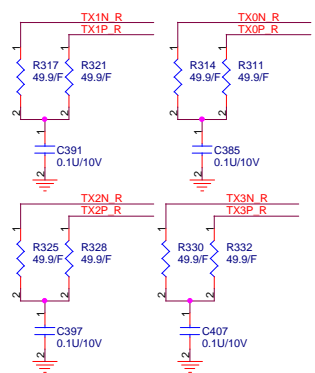 TX1N_R TX0N_R
TX1P_R TX0P_R
1 1 1 1
R317 R321 R314 R311
49.9/F 49.9/F 49.9/F 49.9/F
2 2 2 2
1 1
C391 C385
0.1U/10V 0.1U/10V
2 2
TX2N_R TX3N_R
TX2P_R TX3P_R
1 1 1 1
R325 R328 R330 R332
49.9/F 49.9/F 49.9/F 49.9/F
2 2 2 2
1 1
C397 C407
0.1U/10V 0.1U/10V
2 2